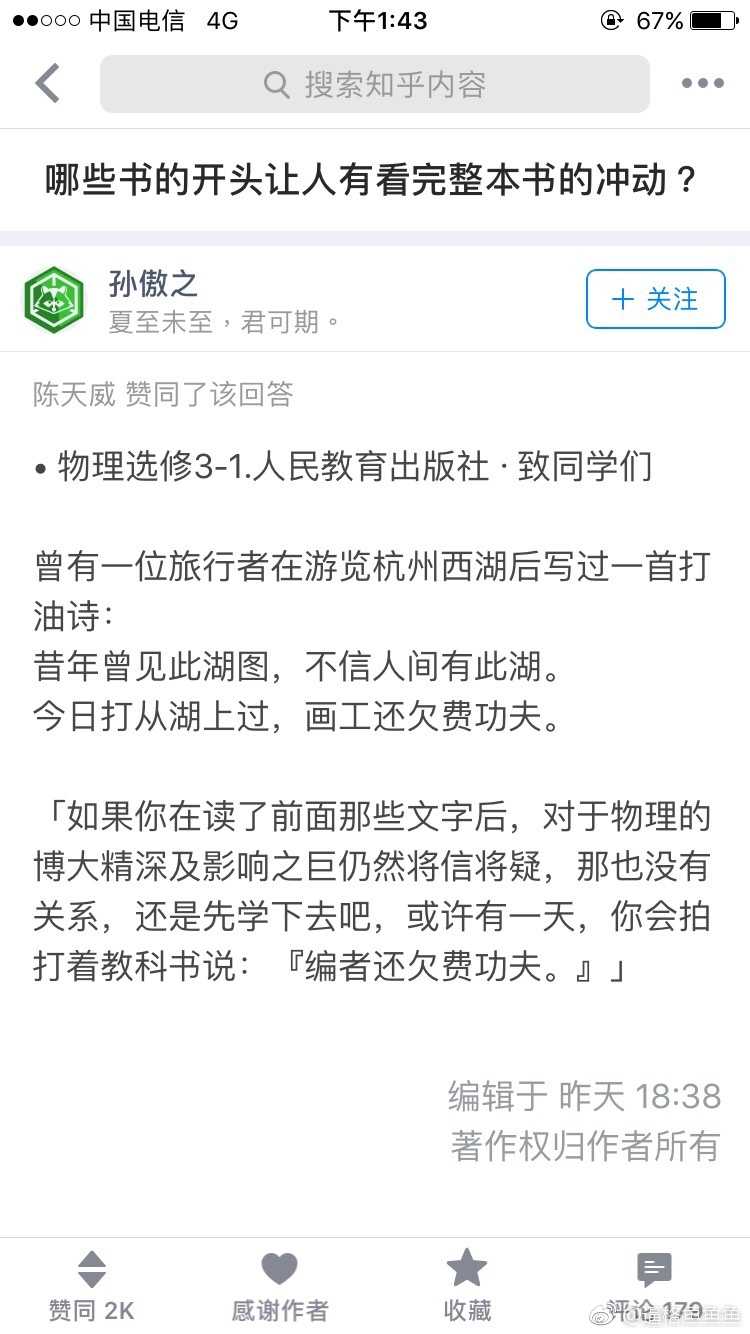 中国电信 4G 下午1:43 67%
搜索知乎内容
哪些书的开头让人有看完整本书的冲动？
孙傲之
夏至未至，君可期。
＋ 关注
陈天威 赞同了该回答
• 物理选修3-1.人民教育出版社 · 致同学们
曾有一位旅行者在游览杭州西湖后写过一首打
油诗：
昔年曾见此湖图，不信人间有此湖。
今日打从湖上过，画工还欠费功夫。
「如果你在读了前面那些文字后，对于物理的
博大精深及影响之巨仍然将信将疑，那也没有
关系，还是先学下去吧，或许有一天，你会拍
打着教科书说：『编者还欠费功夫。』」
编辑于 昨天 18:38
著作权归作者所有
赞同 2K 感谢作者 收藏 评论 179